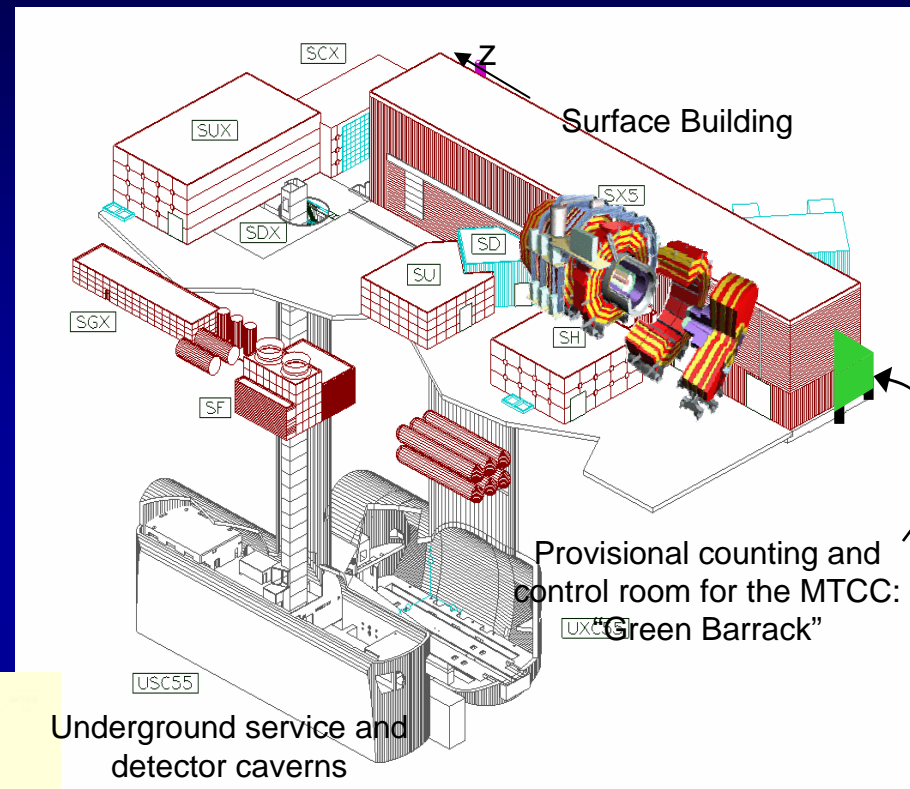 SCX
z
Surface Building
SUX
SX5
SDX
SD
SU
SGX
SH
SF
Provisional counting and
control room for the MTCC:
“Green Barrack”
UXC55
USC55
Underground service and
detector caverns